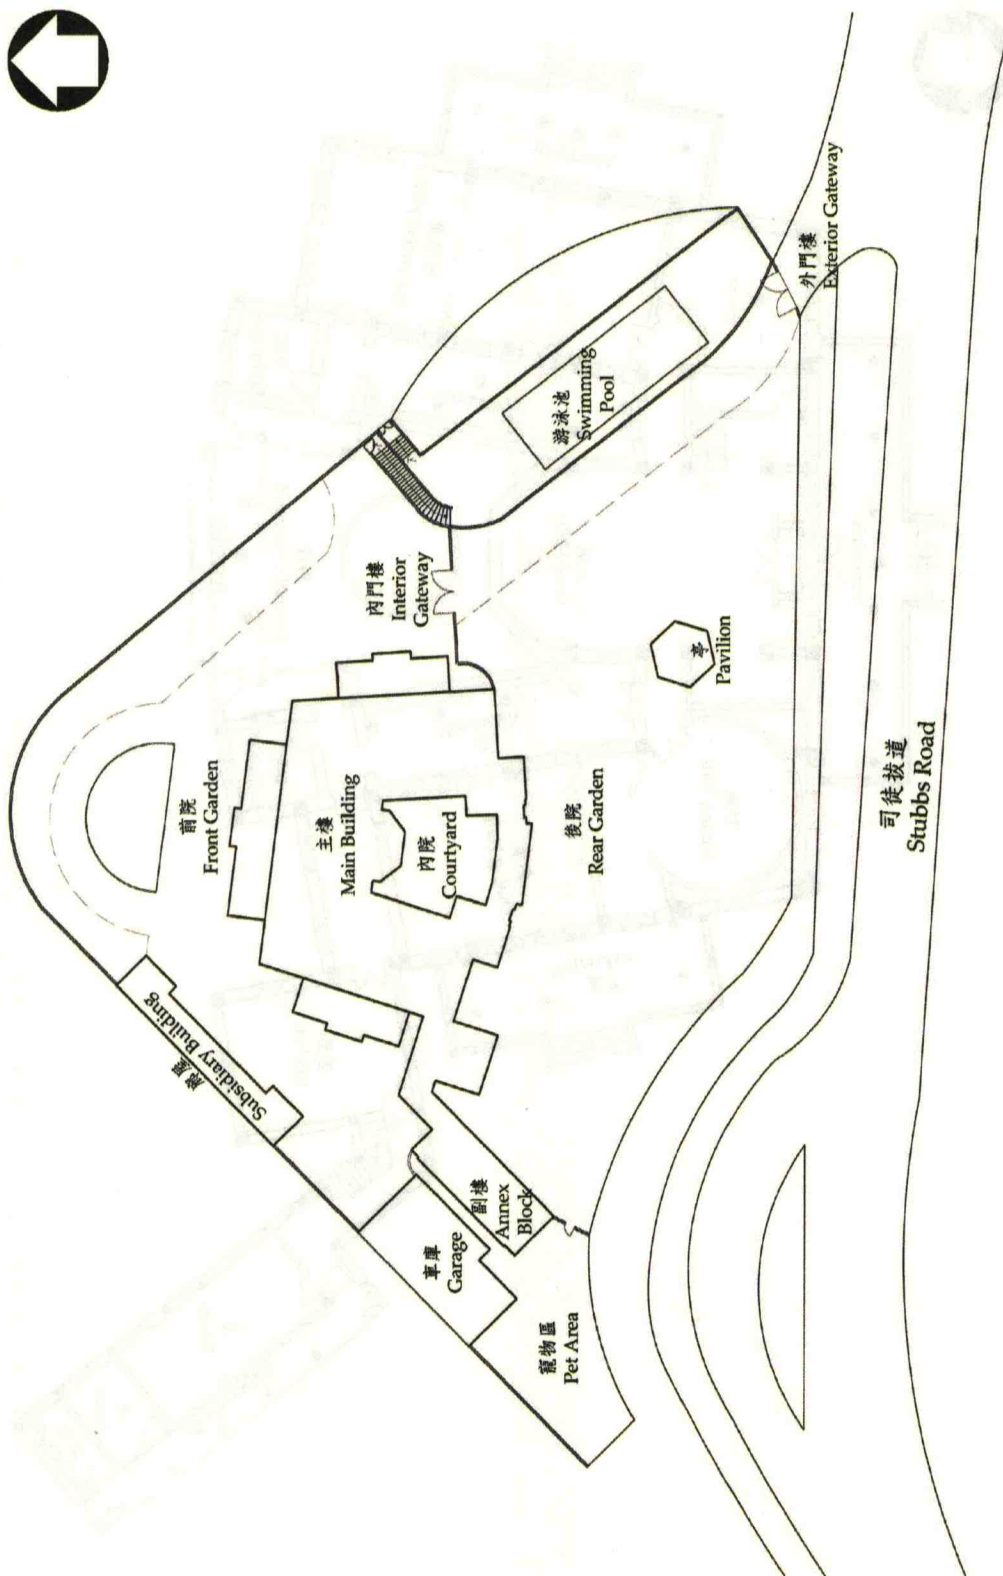 外門樓
Exterior Gateway
游泳池
Swimming
Pool
內門樓
Interior
Gateway
亭
Pavilion
前院
Front Garden
主樓
Main Building
內院
Courtyard
後院
Rear Garden
司徒拔道
Stubbs Road
廊屋
Subsidiary Building
副樓
Annex
Block
車庫
Garage
寵物區
Pet Area